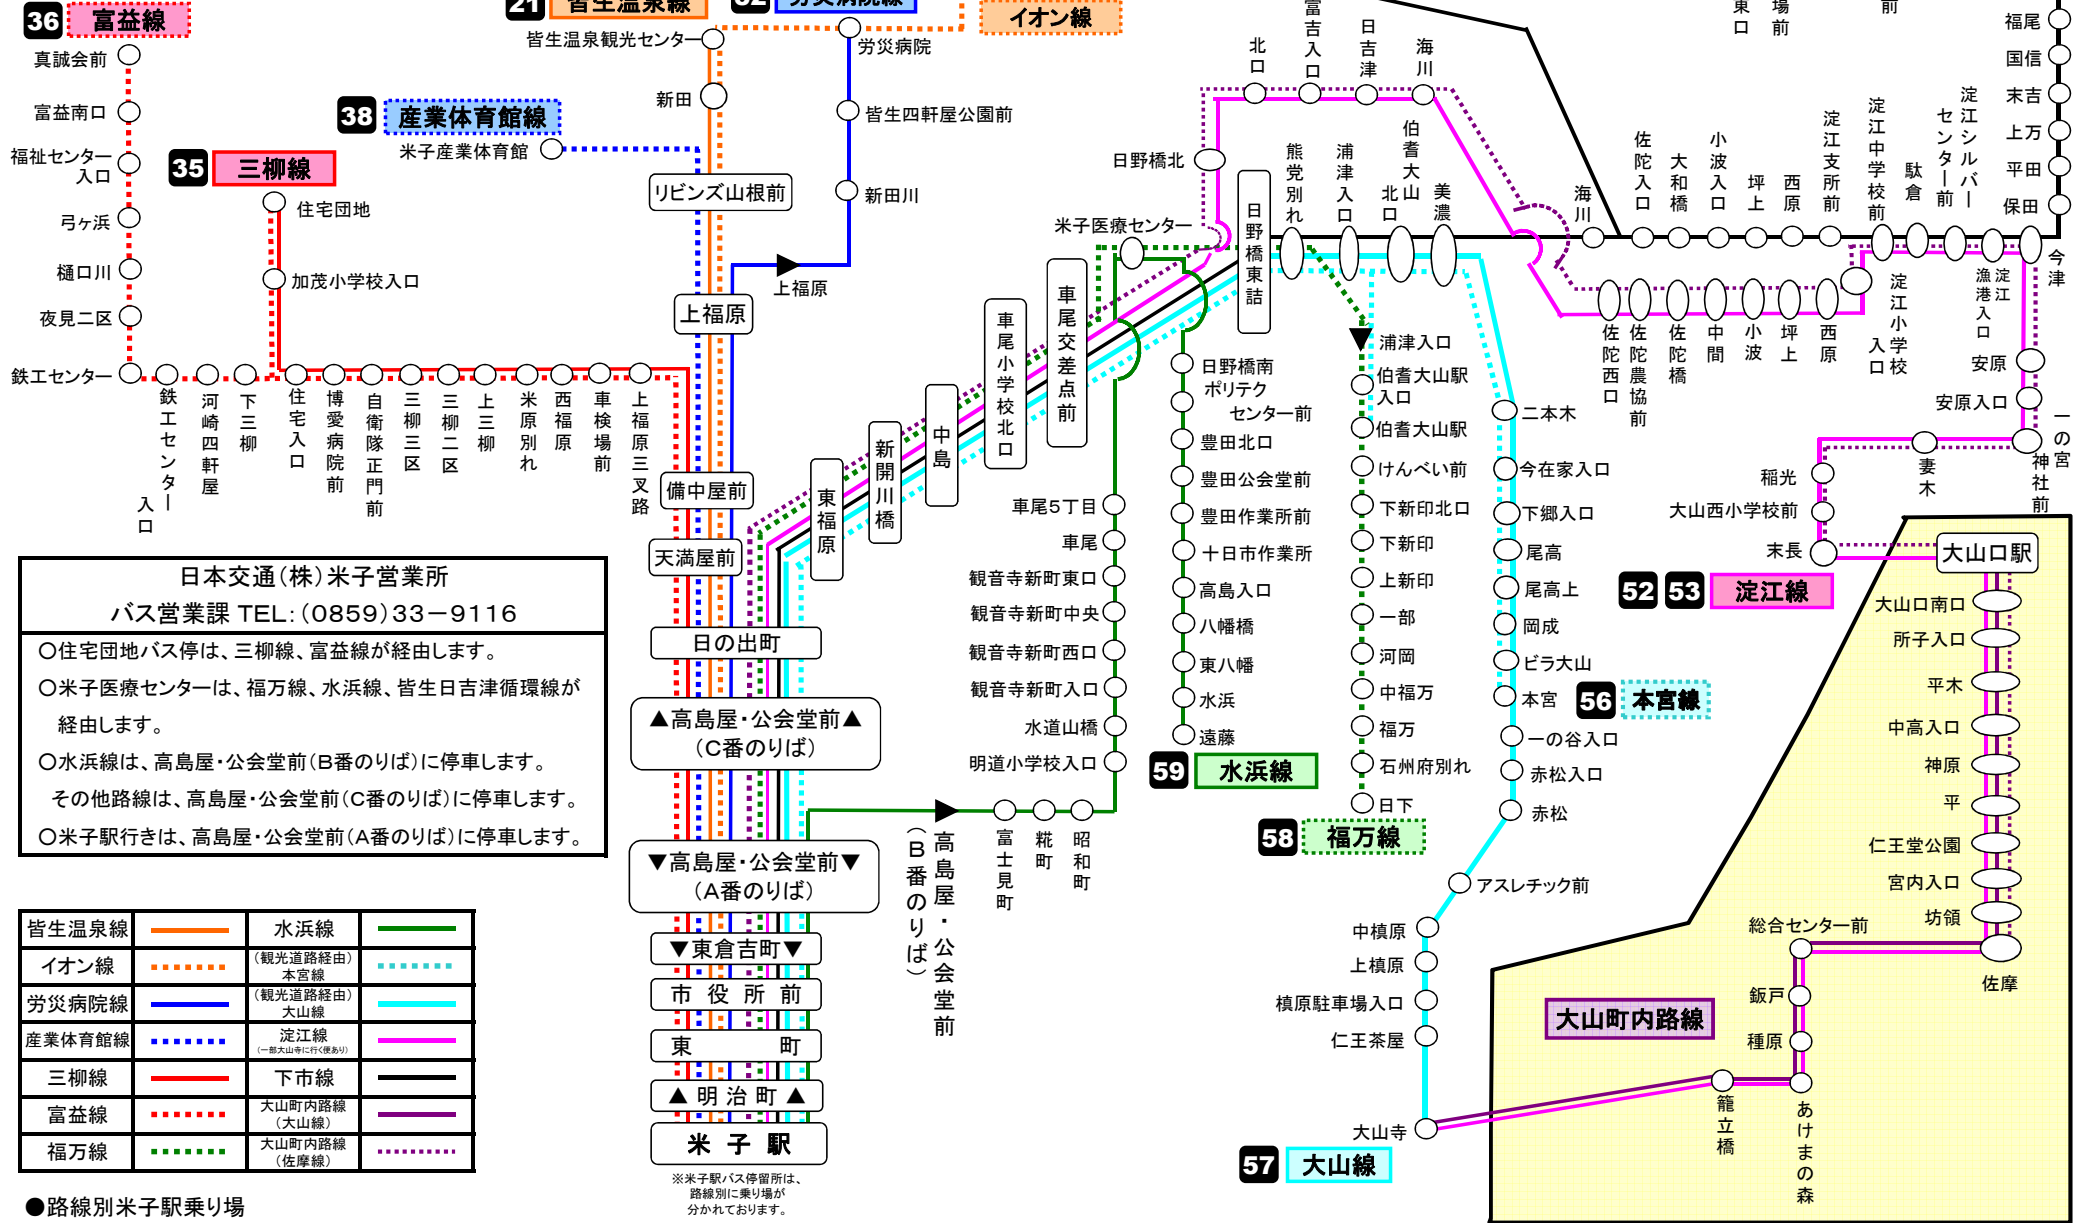 36 富益線
21 皆生温泉線
32 労災病院線
イオン線
真誠会前
富益南口
福祉センター
入口
弓ヶ浜
樋口川
夜見二区
鉄工センター
35 三柳線
住宅団地
加茂小学校入口
38 産業体育館線
米子産業体育館
皆生温泉観光センター
新田
労災病院
皆生四軒屋公園前
新田川
上福原
リビンズ山根前
上福原
備中屋前
天満屋前
日の出町
▲高島屋・公会堂前▲
(C番のりば)
▼高島屋・公会堂前▼
(A番のりば)
▼東倉吉町▼
市役所前
東町
▲明治町▲
米子駅
※米子駅バス停留所は、
路線別に乗り場が
分かれております。
鉄工センター
入口
河崎四軒屋
下三柳
住宅入口
博愛病院前
自衛隊正門前
三柳三区
三柳二区
上三柳
米原別れ
西福原
車検場前
上福原三叉路
日本交通(株)米子営業所
バス営業課 TEL:(0859)33-9116
○住宅団地バス停は、三柳線、富益線が経由します。
○米子医療センターは、福万線、水浜線、皆生日吉津循環線が
経由します。
○水浜線は、高島屋・公会堂前(B番のりば)に停車します。
その他路線は、高島屋・公会堂前(C番のりば)に停車します。
○米子駅行きは、高島屋・公会堂前(A番のりば)に停車します。
皆生温泉線
水浜線
イオン線
(観光道路経由)
本宮線
労災病院線
(観光道路経由)
大山線
産業体育館線
淀江線
(一部大山寺に行く便あり)
三柳線
下市線
富益線
大山町内路線
(大山線)
福万線
大山町内路線
(佐摩線)
●路線別米子駅乗り場
東福原
新開川橋
中島
車尾小学校北口
車尾交差点前
日野橋東詰
米子医療センター
日野橋北
北口
富吉入口
日吉津
海川
熊党別れ
浦津入口
伯耆大山
北口
美濃
海川
佐陀入口
大和橋
小波入口
坪上
西原
淀江支所前
淀江中学校前
駄倉
淀江シルバー
センター前
淀江
漁港入口
今津
東口
場前
前
福尾
国信
末吉
上万
平田
保田
佐陀西口
佐陀農協前
佐陀橋
中間
小波
坪上
西原
淀江小学校
入口
安原
安原入口
一の宮
神社前
妻木
稲光
大山西小学校前
末長
52 53 淀江線
大山口駅
大山口南口
所子入口
平木
中高入口
神原
平
仁王堂公園
宮内入口
坊領
佐摩
総合センター前
鈑戸
種原
あけまの森
籠立橋
大山町内路線
車尾5丁目
車尾
観音寺新町東口
観音寺新町中央
観音寺新町西口
観音寺新町入口
水道山橋
明道小学校入口
高島屋・公会堂前
(B番のりば)
富士見町
糀町
昭和町
日野橋南
ポリテク
センター前
豊田北口
豊田公会堂前
豊田作業所前
十日市作業所
高島入口
八幡橋
東八幡
水浜
遠藤
59 水浜線
浦津入口
伯耆大山駅
入口
伯耆大山駅
けんぺい前
下新印北口
下新印
上新印
一部
河岡
中福万
福万
石州府別れ
日下
58 福万線
二本木
今在家入口
下郷入口
尾高
尾高上
岡成
ビラ大山
本宮
56 本宮線
一の谷入口
赤松入口
赤松
アスレチック前
中槙原
上槙原
槙原駐車場入口
仁王茶屋
大山寺
57 大山線